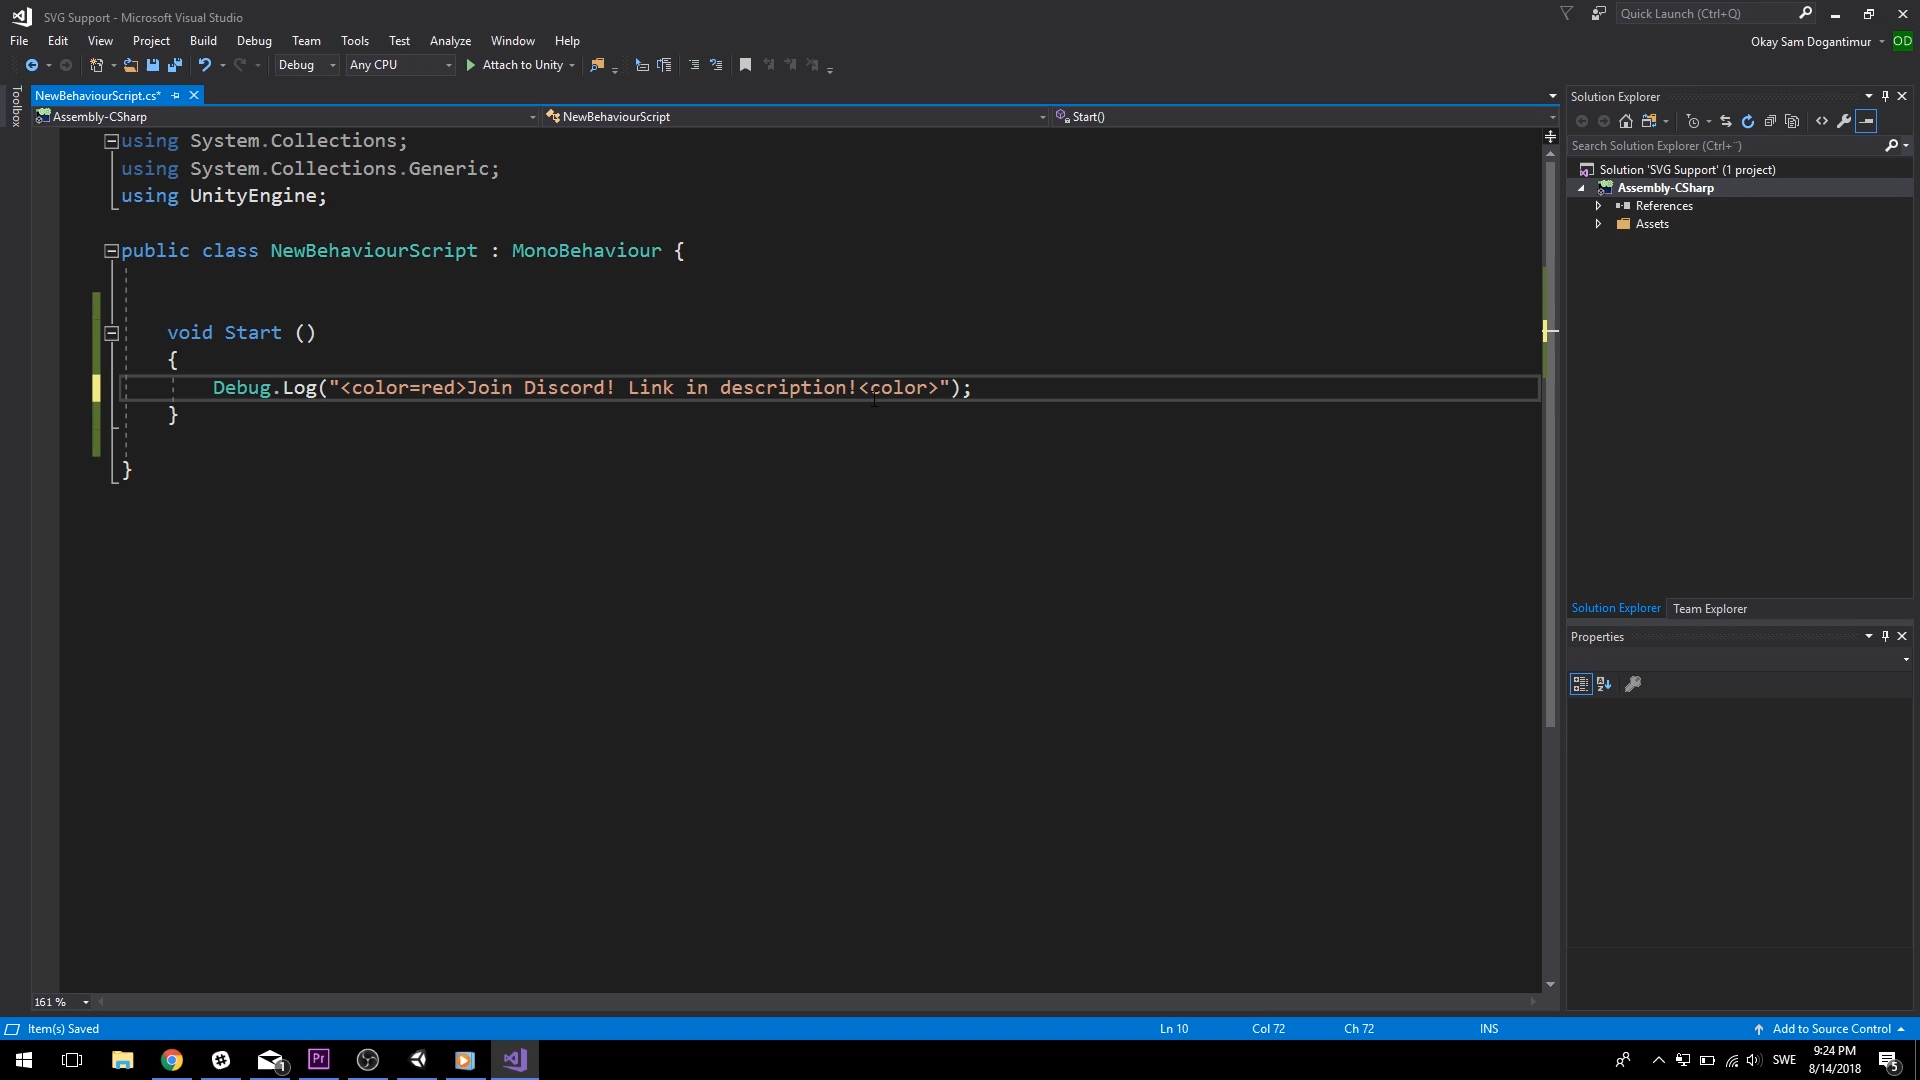 SVG Support - Microsoft Visual Studio
Quick Launch (Ctrl+Q)
File Edit View Project Build Debug Team Tools Test Analyze Window Help
Okay Sam Dogantimur OD
Debug Any CPU Attach to Unity
Toolbox
NewBehaviourScript.cs*
Assembly-CSharp NewBehaviourScript Start()
using System.Collections;
using System.Collections.Generic;
using UnityEngine;
public class NewBehaviourScript : MonoBehaviour {
void Start ()
{
Debug.Log("<color=red>Join Discord! Link in description!<color>");
}
}
Solution Explorer
Search Solution Explorer (Ctrl+¨)
Solution 'SVG Support' (1 project)
Assembly-CSharp
References
Assets
Solution Explorer Team Explorer
Properties
161 %
Item(s) Saved Ln 10 Col 72 Ch 72 INS Add to Source Control
1 Pr SWE 9:24 PM
8/14/2018 5